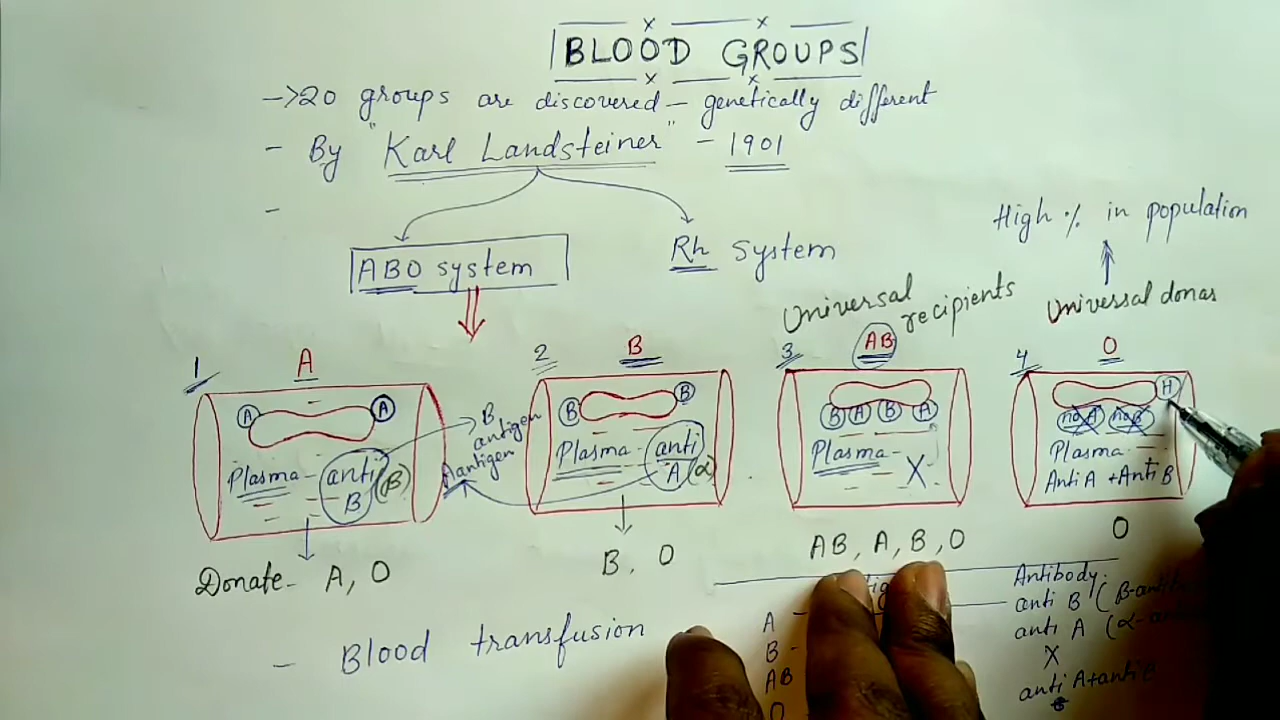 BLOOD GROUPS
->20 groups are discovered - genetically different
- By "Karl Landsteiner" - 1901
-
ABO system
Rh system
High % in population
Universal recipients
Universal donas
1 A
2 B
3 AB
4 O
A A
B B
B A B A
H
no A no B
Plasma - anti B (β)
B antigen
A antigen
Plasma - anti A (α)
Plasma - X
Plasma -
Anti A + Anti B
Donate - A, O
B, O
AB, A, B, O
O
- Blood transfusion
Antibody.
A -
anti B (β-
B -
anti A (α-
AB
X
O
anti A+anti B